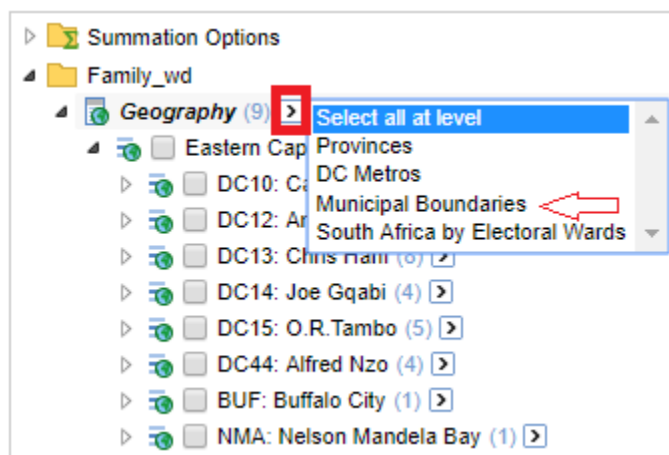 Summation Options
Family_wd
Geography (9)
Select all at level
Provinces
DC Metros
Municipal Boundaries
South Africa by Electoral Wards
Eastern Cap
DC10: Ca
DC12: Ar
DC13: Chris Hani (8)
DC14: Joe Gqabi (4)
DC15: O.R.Tambo (5)
DC44: Alfred Nzo (4)
BUF: Buffalo City (1)
NMA: Nelson Mandela Bay (1)